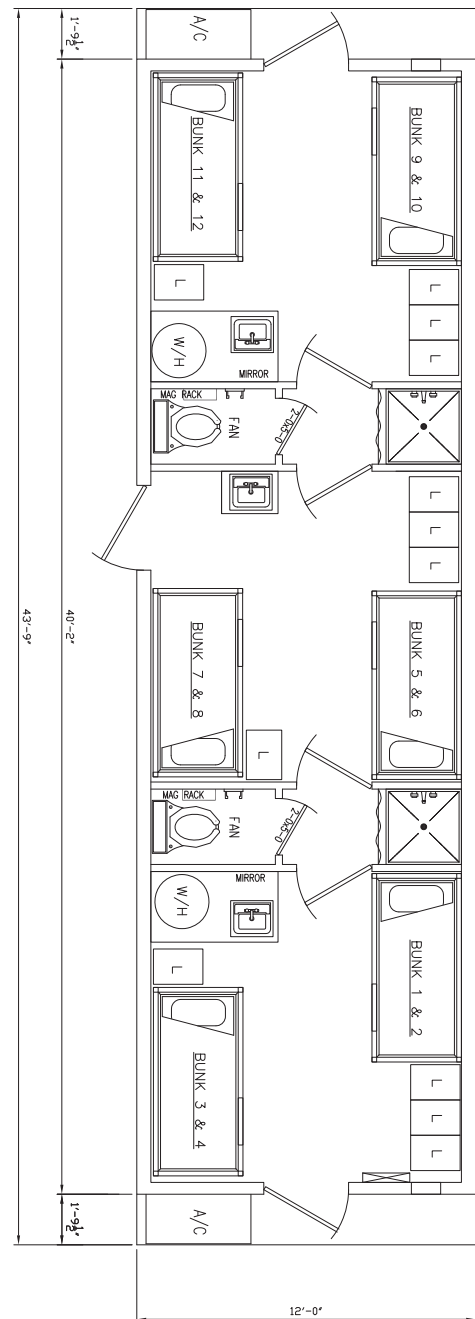 1'-9½"
A/C
BUNK 11 & 12
BUNK 9 & 10
L
L
L
L
W/H
MIRROR
MAG RACK
FAN
2-0x5-0
L
L
L
40'-2"
43'-9"
BUNK 7 & 8
BUNK 5 & 6
L
MAG RACK
FAN
2-0x5-0
W/H
MIRROR
L
BUNK 1 & 2
BUNK 3 & 4
L
L
L
1'-9½"
A/C
12'-0"